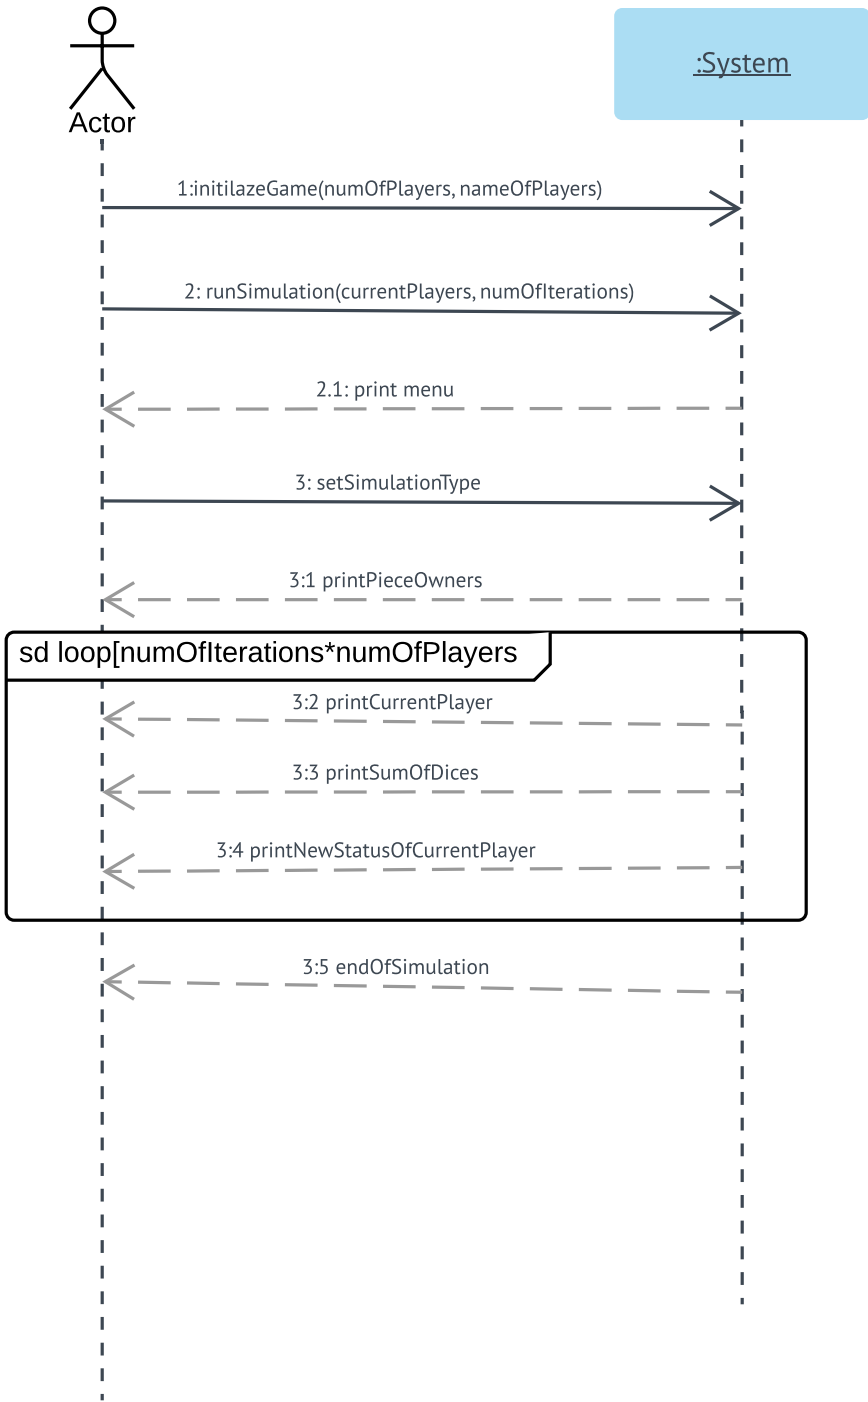 Actor
:System
1:initilazeGame(numOfPlayers, nameOfPlayers)
2: runSimulation(currentPlayers, numOfIterations)
2.1: print menu
3: setSimulationType
3:1 printPieceOwners
sd loop[numOfIterations*numOfPlayers
3:2 printCurrentPlayer
3:3 printSumOfDices
3:4 printNewStatusOfCurrentPlayer
3:5 endOfSimulation